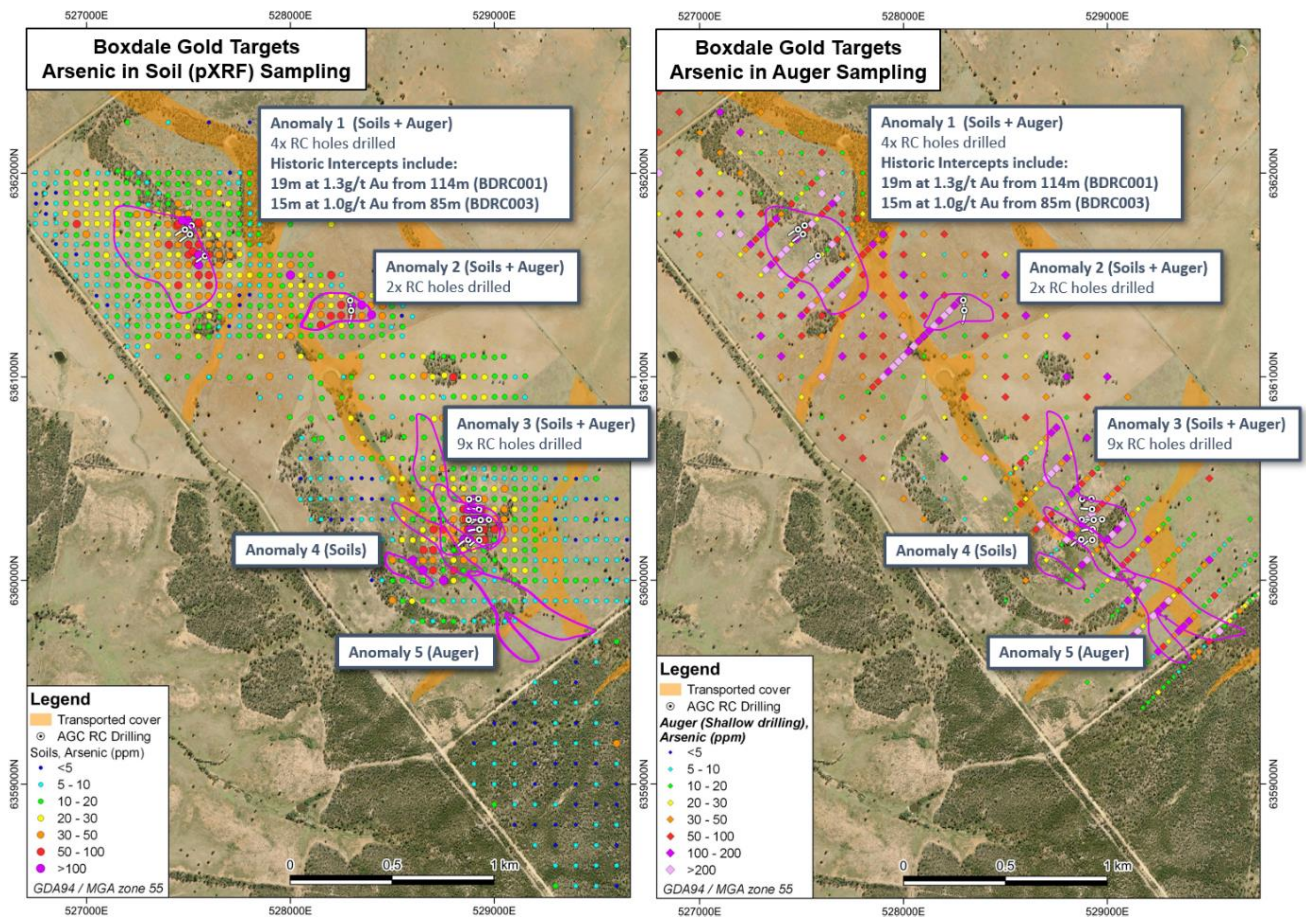 527000E
528000E
529000E
Boxdale Gold Targets
Arsenic in Soil (pXRF) Sampling
Anomaly 1 (Soils + Auger)
4x RC holes drilled
Historic Intercepts include:
19m at 1.3g/t Au from 114m (BDRC001)
15m at 1.0g/t Au from 85m (BDRC003)
Anomaly 2 (Soils + Auger)
2x RC holes drilled
Anomaly 3 (Soils + Auger)
9x RC holes drilled
Anomaly 4 (Soils)
Anomaly 5 (Auger)
6362000N
6361000N
6360000N
6359000N
Legend
Transported cover
AGC RC Drilling
Soils, Arsenic (ppm)
<5
5 - 10
10 - 20
20 - 30
30 - 50
50 - 100
>100
GDA94 / MGA zone 55
0 0.5 1 km
527000E
528000E
529000E
527000E
528000E
529000E
Boxdale Gold Targets
Arsenic in Auger Sampling
Anomaly 1 (Soils + Auger)
4x RC holes drilled
Historic Intercepts include:
19m at 1.3g/t Au from 114m (BDRC001)
15m at 1.0g/t Au from 85m (BDRC003)
Anomaly 2 (Soils + Auger)
2x RC holes drilled
Anomaly 3 (Soils + Auger)
9x RC holes drilled
Anomaly 4 (Soils)
Anomaly 5 (Auger)
6362000N
6361000N
6360000N
6359000N
6362000N
6361000N
6360000N
6359000N
Legend
Transported cover
AGC RC Drilling
Auger (Shallow drilling),
Arsenic (ppm)
<5
5 - 10
10 - 20
20 - 30
30 - 50
50 - 100
100 - 200
>200
GDA94 / MGA zone 55
0 0.5 1 km
527000E
528000E
529000E